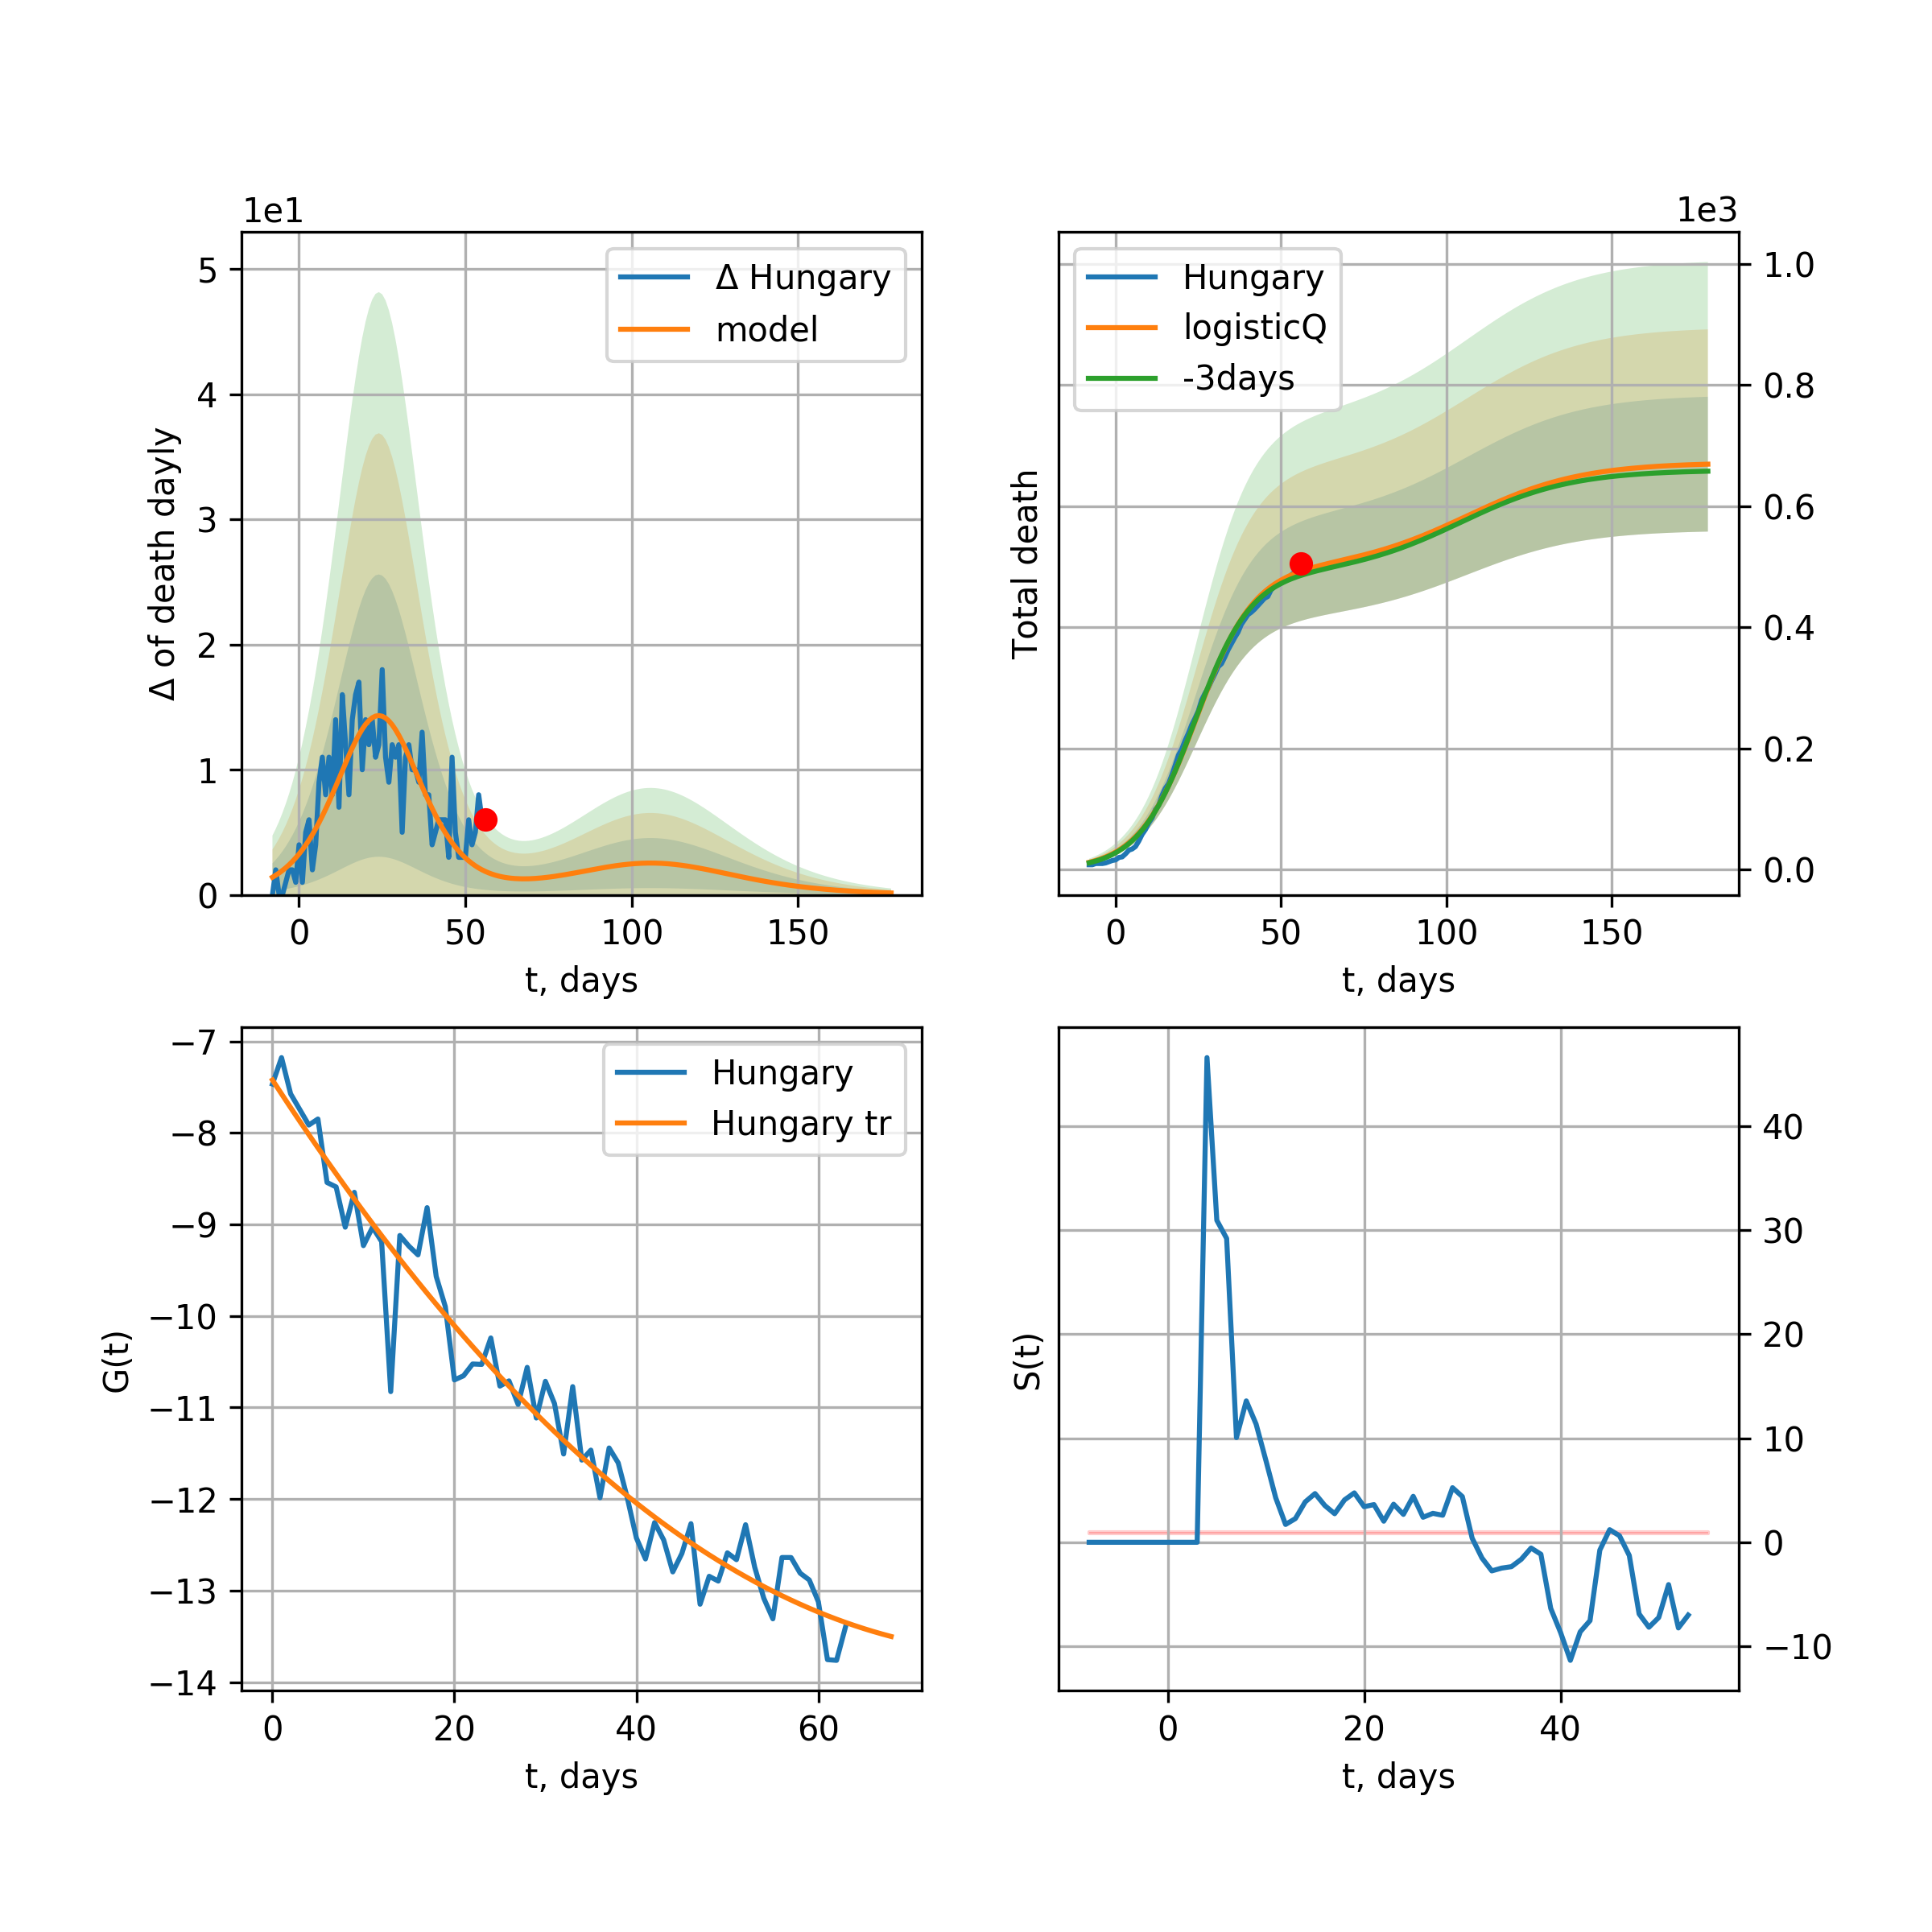 1e1
5
4
3
2
1
0
Δ of death dayly
Δ Hungary
model
0 50 100 150
t, days
1e3
1.0
0.8
0.6
0.4
0.2
0.0
Total death
Hungary
logisticQ
-3days
0 50 100 150
t, days
−7
−8
−9
−10
−11
−12
−13
−14
G(t)
Hungary
Hungary tr
0 20 40 60
t, days
40
30
20
10
0
−10
S(t)
0 20 40
t, days